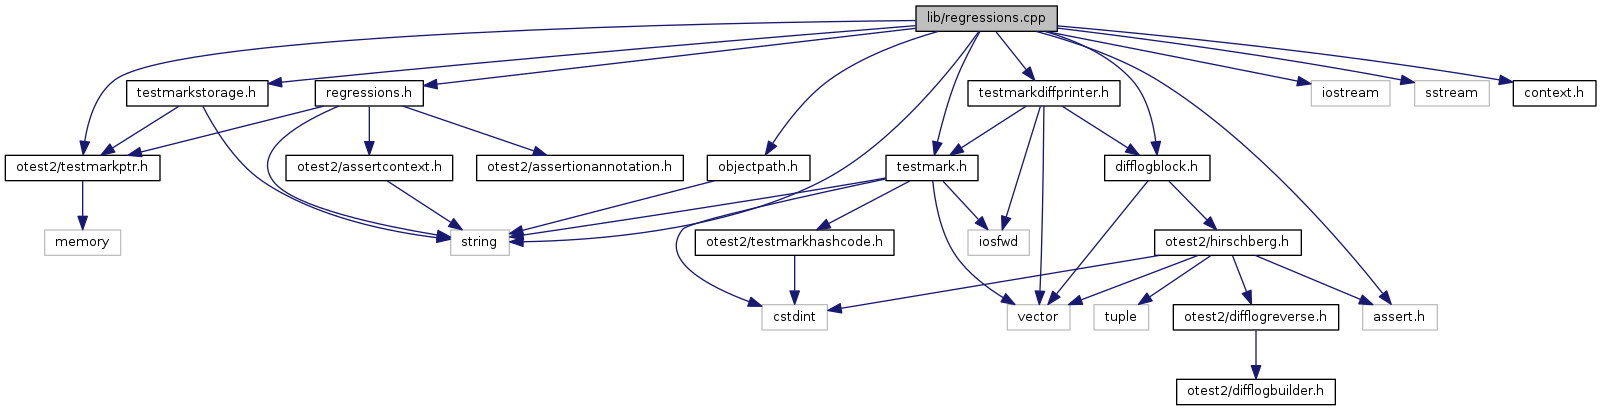 lib/regressions.cpp
testmarkstorage.h
regressions.h
testmarkdiffprinter.h
iostream
sstream
context.h
otest2/testmarkptr.h
otest2/assertcontext.h
otest2/assertionannotation.h
objectpath.h
testmark.h
difflogblock.h
memory
string
otest2/testmarkhashcode.h
iosfwd
otest2/hirschberg.h
cstdint
vector
tuple
otest2/difflogreverse.h
assert.h
otest2/difflogbuilder.h